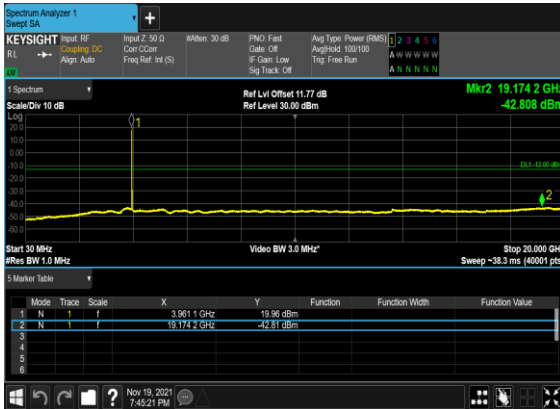 Spectrum Analyzer 1
Swept SA
+
KEYSIGHT Input: RF Input Z: 50 Ω #Atten: 30 dB PNO: Fast Avg Type: Power (RMS) 1 2 3 4 5 6
RL Coupling: DC Corr CCorr Gate: Off Avg|Hold: 100/100 A W W W W W
Align: Auto Freq Ref: Int (S) IF Gain: Low Trig: Free Run
Sig Track: Off A N N N N N
1 Spectrum Ref Lvl Offset 11.77 dB Mkr2 19.174 2 GHz
Scale/Div 10 dB Ref Level 30.00 dBm -42.808 dBm
Log
20.0
10.0
0.00
-10.0
-20.0
-30.0
-40.0
-50.0
-60.0
1
DL1 -13.00 dBm
2
Start 30 MHz Video BW 3.0 MHz* Stop 20.000 GHz
#Res BW 1.0 MHz Sweep ~38.3 ms (40001 pts)
5 Marker Table
Mode Trace Scale X Y Function Function Width Function Value
1 N 1 f 3.961 1 GHz 19.96 dBm
2 N 1 f 19.174 2 GHz -42.81 dBm
3
4
5
6
? Nov 19, 2021
7:45:21 PM